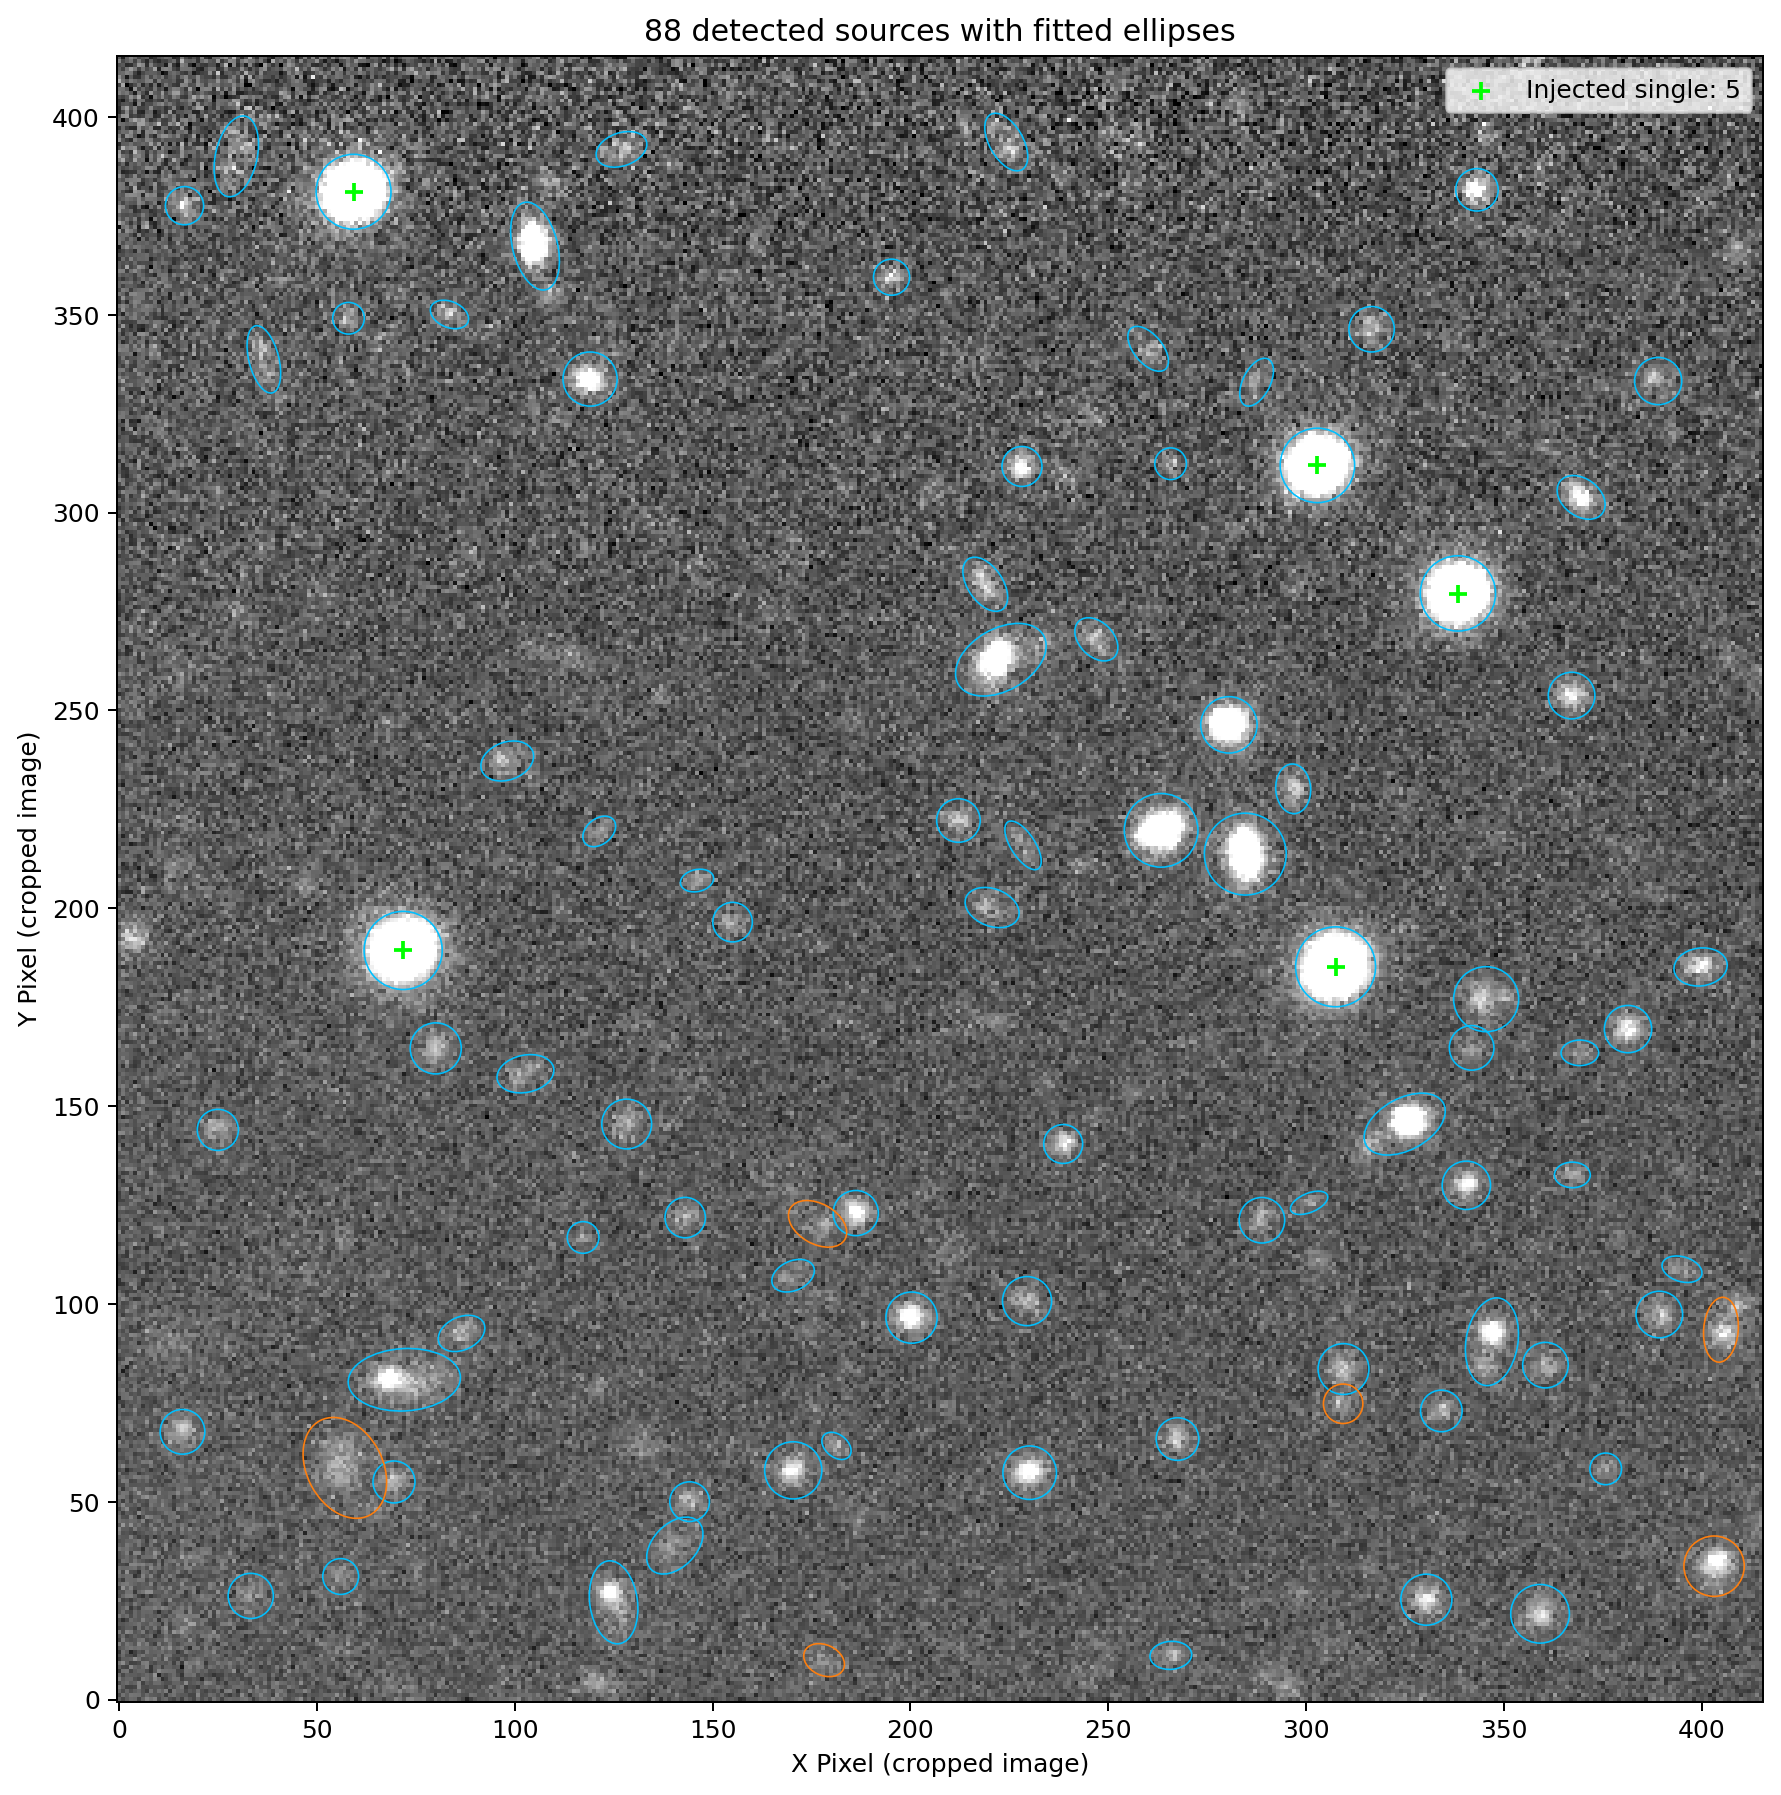 88 detected sources with fitted ellipses
Injected single: 5
400
350
300
250
200
150
100
50
0
Y Pixel (cropped image)
0 50 100 150 200 250 300 350 400
X Pixel (cropped image)